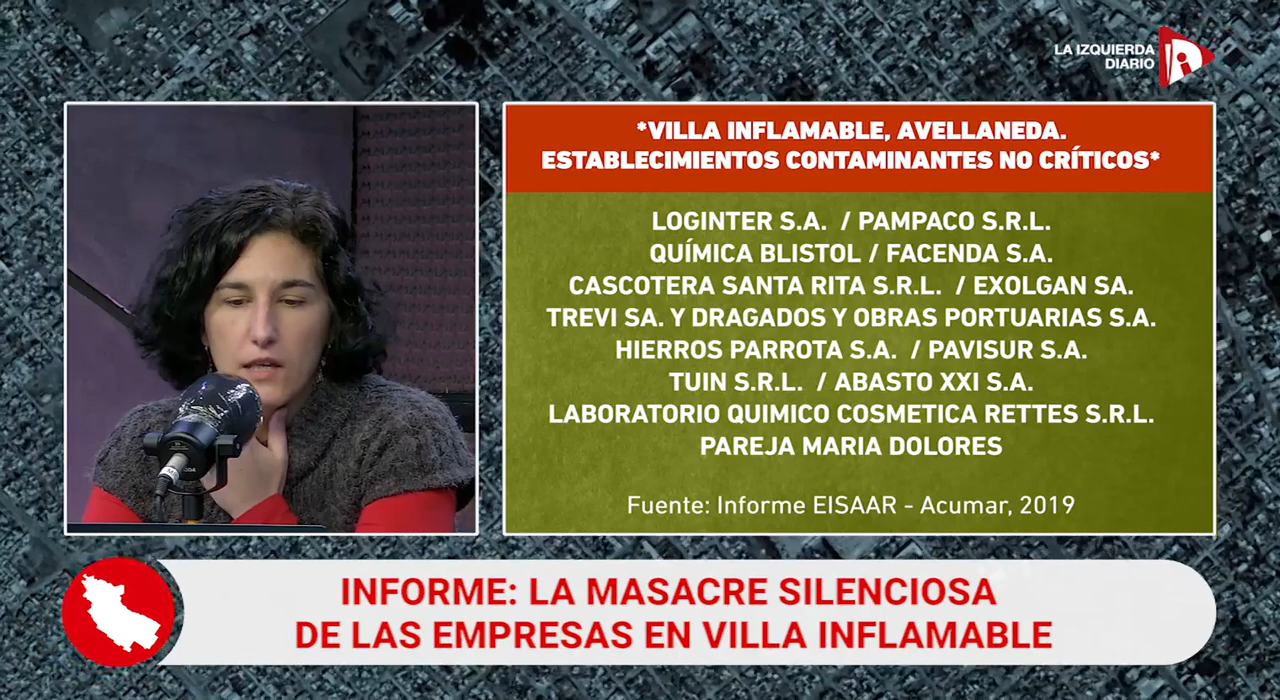 LA IZQUIERDA
DIARIO
*VILLA INFLAMABLE, AVELLANEDA.
ESTABLECIMIENTOS CONTAMINANTES NO CRÍTICOS*
LOGINTER S.A. / PAMPACO S.R.L.
QUÍMICA BLISTOL / FACENDA S.A.
CASCOTERA SANTA RITA S.R.L. / EXOLGAN SA.
TREVI SA. Y DRAGADOS Y OBRAS PORTUARIAS S.A.
HIERROS PARROTA S.A. / PAVISUR S.A.
TUIN S.R.L. / ABASTO XXI S.A.
LABORATORIO QUIMICO COSMETICA RETTES S.R.L.
PAREJA MARIA DOLORES
Fuente: Informe EISAAR - Acumar, 2019
INFORME: LA MASACRE SILENCIOSA
DE LAS EMPRESAS EN VILLA INFLAMABLE